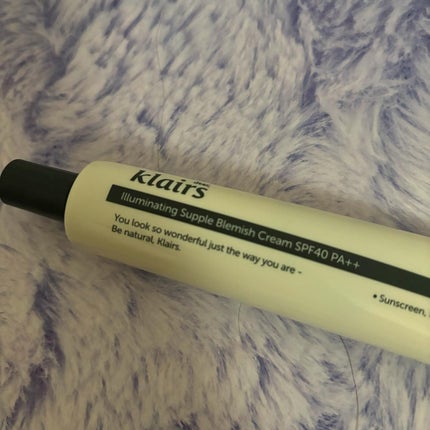 klairs
Illuminating Supple Blemish Cream SPF40 PA++
You look so wonderful just the way you are -
Be natural, Klairs.
• Sunscreen,